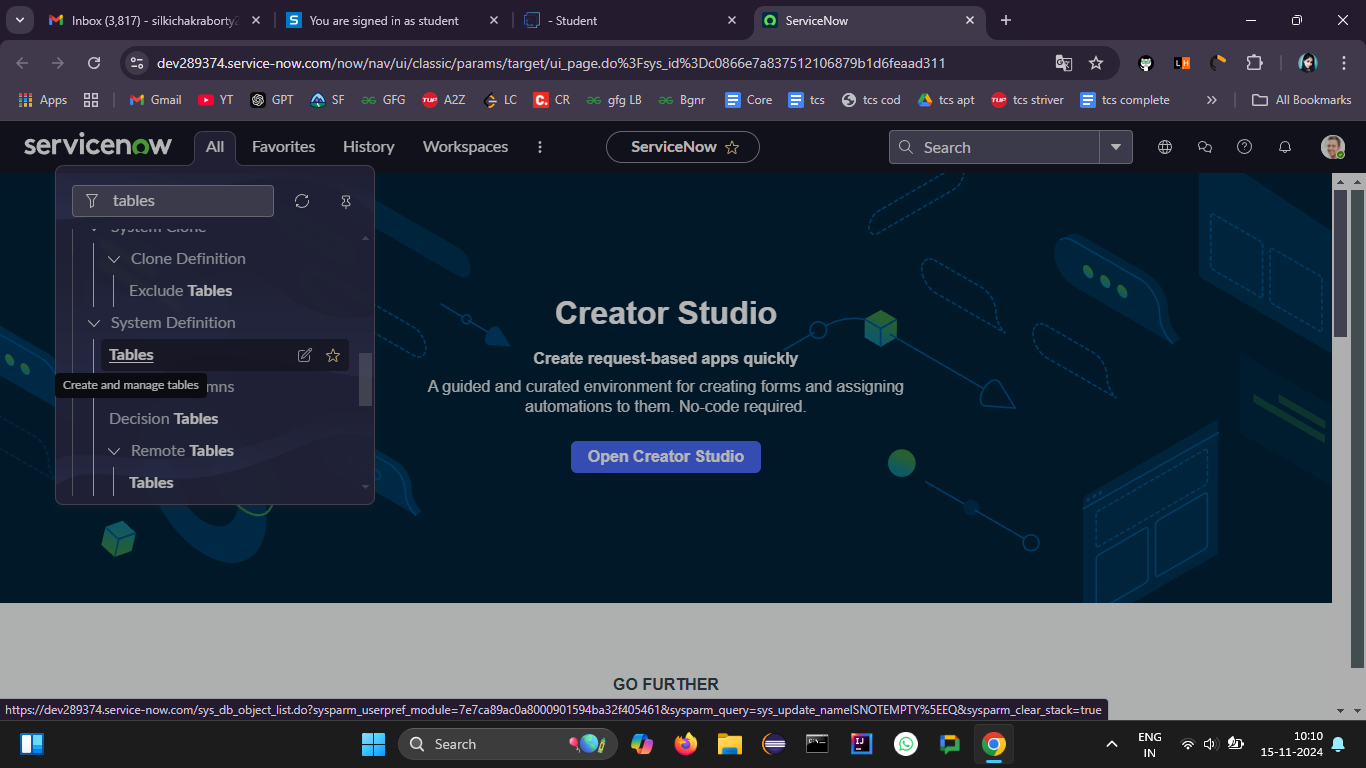 Inbox (3,817) - silkichakraborty2
You are signed in as student
- Student
ServiceNow
dev289374.service-now.com/now/nav/ui/classic/params/target/ui_page.do%3Fsys_id%3Dc0866e7a837512106879b1d6feaad311
Apps
Gmail
YT
GPT
SF
GFG
A2Z
LC
CR
gfg LB
Bgnr
Core
tcs
tcs cod
tcs apt
tcs striver
tcs complete
All Bookmarks
servicenow
All
Favorites
History
Workspaces
ServiceNow
Search
tables
System Clone
Clone Definition
Exclude Tables
System Definition
Tables
Create and manage tables
Decision Tables
Remote Tables
Tables
Creator Studio
Create request-based apps quickly
A guided and curated environment for creating forms and assigning
automations to them. No-code required.
Open Creator Studio
GO FURTHER
https://dev289374.service-now.com/sys_db_object_list.do?sysparm_userpref_module=7e7ca89ac0a8000901594ba32f405461&sysparm_query=sys_update_nameISNOTEMPTY%5EEQ&sysparm_clear_stack=true
Search
ENG
IN
10:10
15-11-2024